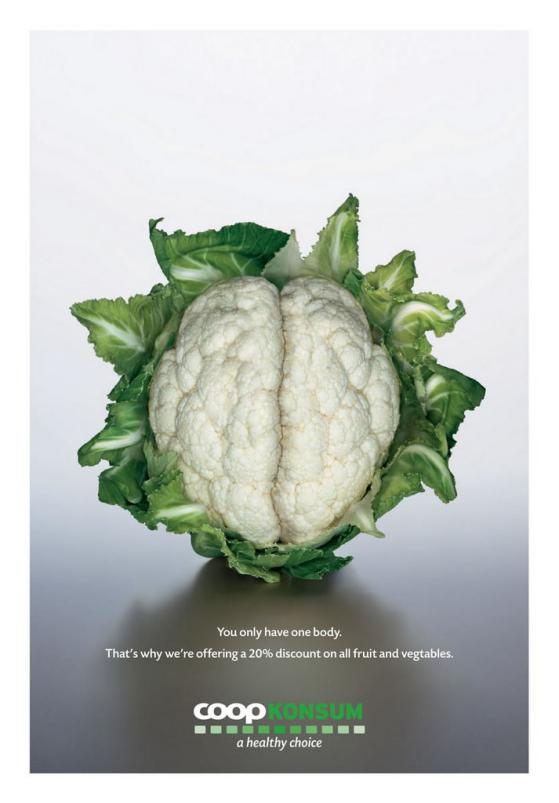 You only have one body.
That's why we're offering a 20% discount on all fruit and vegtables.
coop KONSUM
a healthy choice